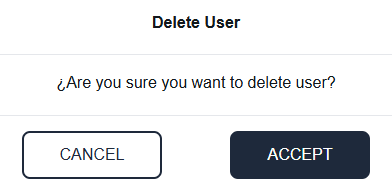 Delete User
¿Are you sure you want to delete user?
CANCEL
ACCEPT